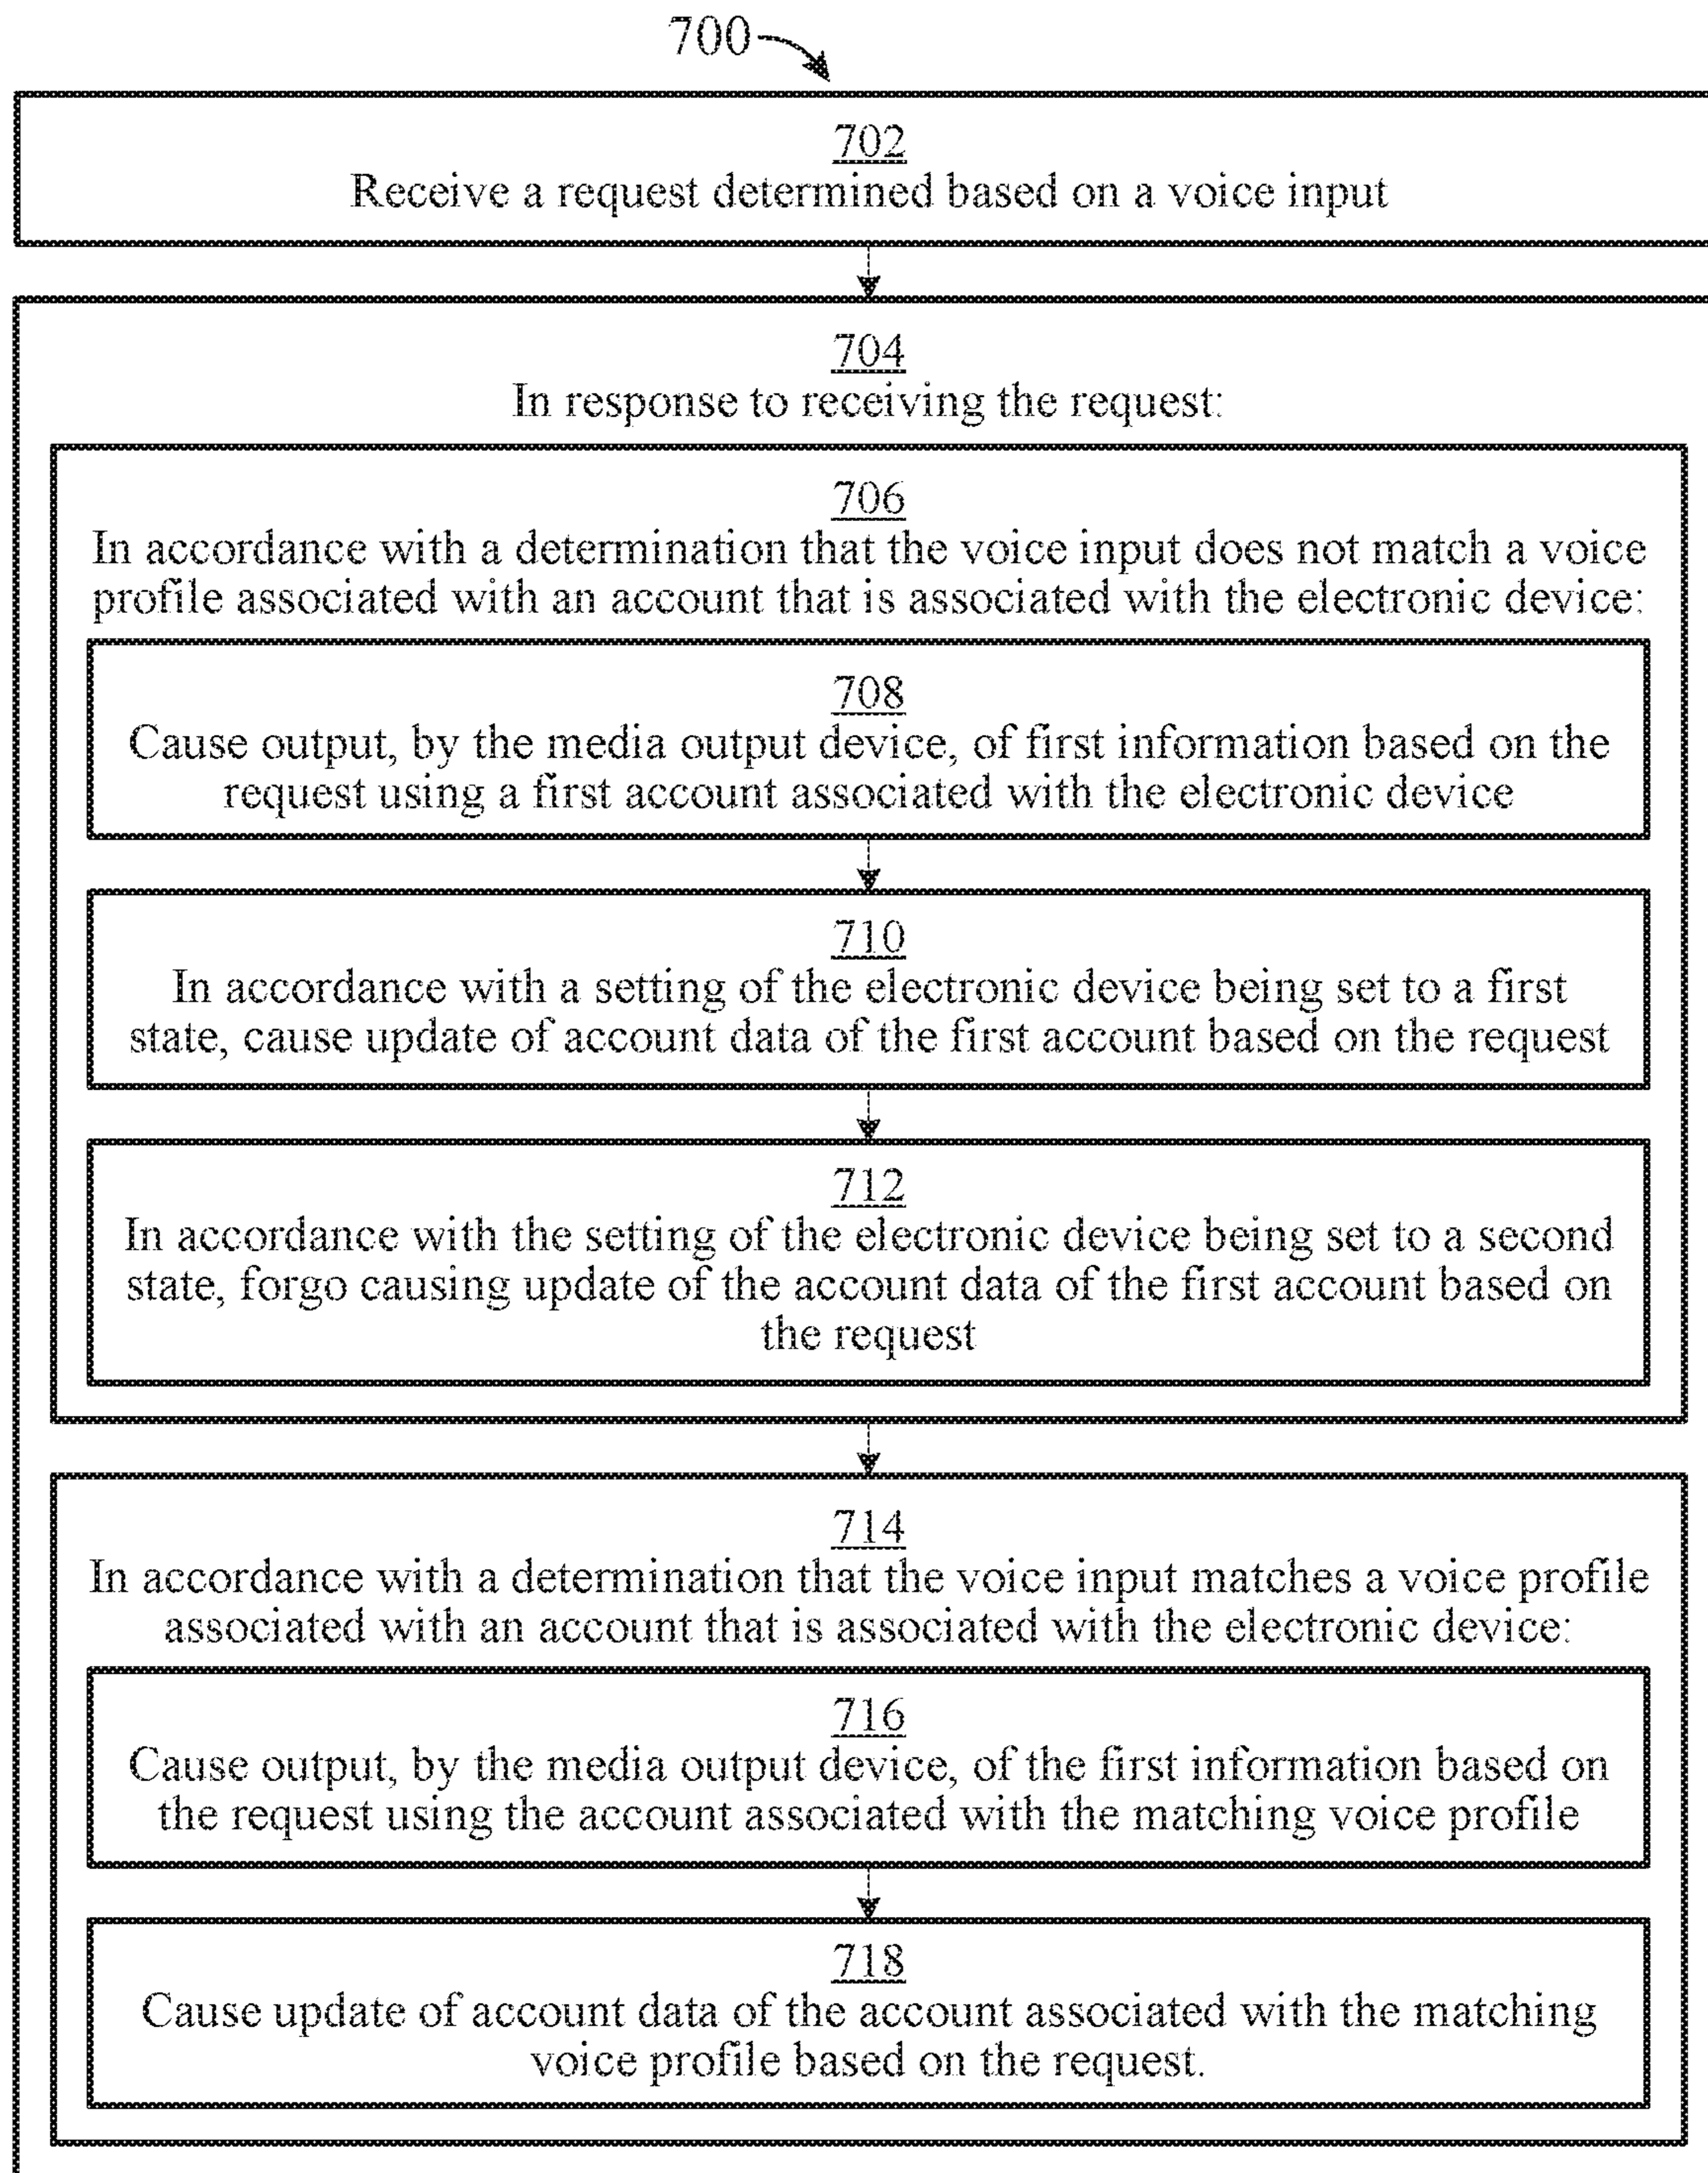 700
702
Receive a request determined based on a voice input
704
In response to receiving the request:
706
In accordance with a determination that the voice input does not match a voice
profile associated with an account that is associated with the electronic device:
708
Cause output, by the media output device, of first information based on the
request using a first account associated with the electronic device
710
In accordance with a setting of the electronic device being set to a first
state, cause update of account data of the first account based on the request
712
In accordance with the setting of the electronic device being set to a second
state, forgo causing update of the account data of the first account based on
the request
714
In accordance with a determination that the voice input matches a voice profile
associated with an account that is associated with the electronic device:
716
Cause output, by the media output device, of the first information based on
the request using the account associated with the matching voice profile
718
Cause update of account data of the account associated with the matching
voice profile based on the request.